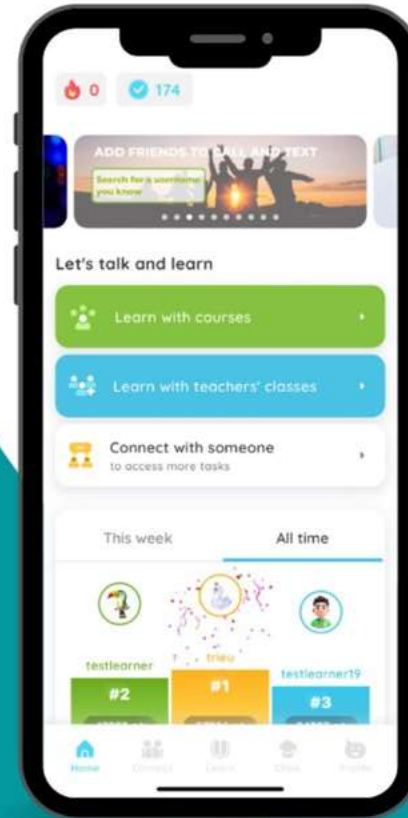 0
174
ADD FRIENDS TO CALL AND TEXT
Search for a username
you know
Let's talk and learn
Learn with courses
Learn with teachers' classes
Connect with someone
to access more tasks
This week
All time
testlearner
trieu
testlearner19
#2
#1
#3
Home
Connect
Learn
Class
Profile